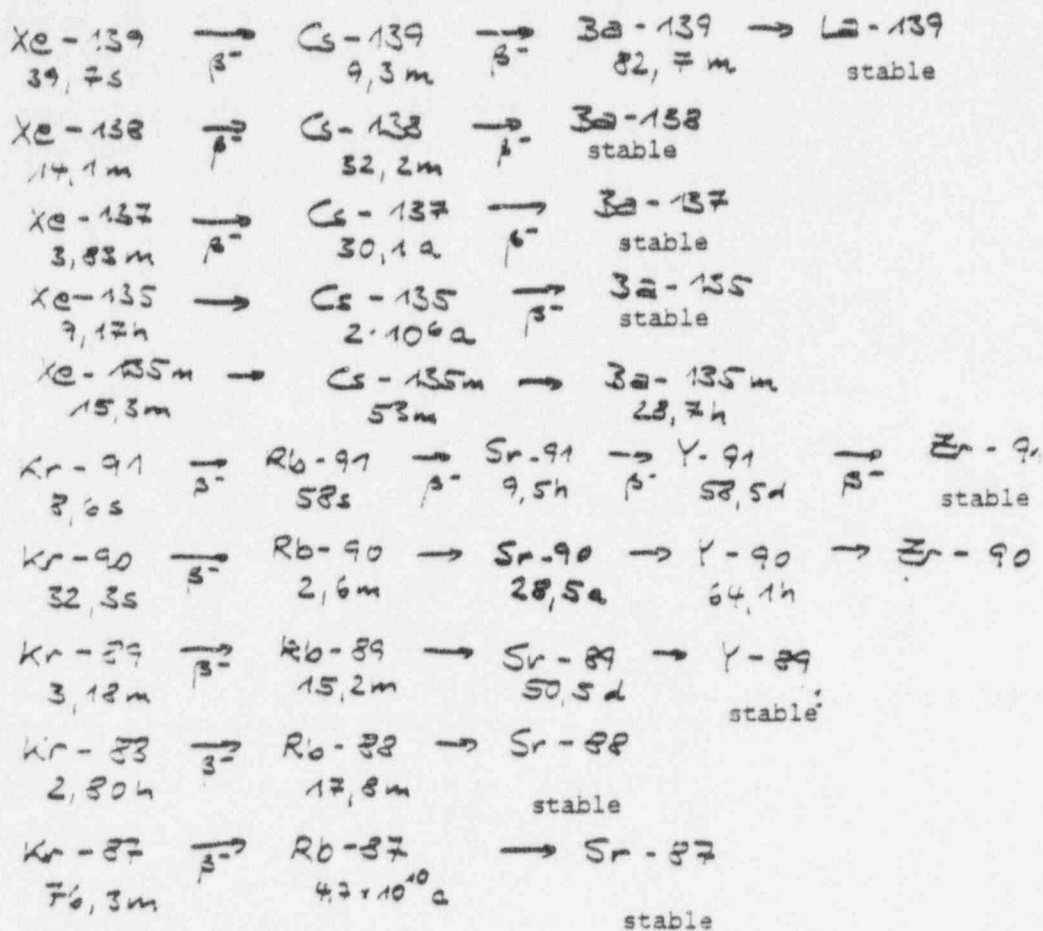 Xe-139 → Cs-139 → Ba-139 → La-139
39,7s β- 9,3m β- 82,7m stable
Xe-138 → Cs-138 → Ba-138
14,1m β- 32,2m β- stable
Xe-137 → Cs-137 → Ba-137
3,83m β- 30,1a β- stable
Xe-135 → Cs-135 → Ba-135
9,17h 2·10⁶a β- stable
Xe-135m → Cs-135m → Ba-135m
15,3m 53m 28,7h
Kr-91 → Rb-91 → Sr-91 → Y-91 → Zr-91
8,6s β- 58s β- 9,5h β- 58,5d β- stable
Kr-90 → Rb-90 → Sr-90 → Y-90 → Zr-90
32,3s β- 2,6m 28,5a 64,1h
Kr-89 → Rb-89 → Sr-89 → Y-89
3,18m β- 15,2m 50,5d stable
Kr-88 → Rb-88 → Sr-88
2,80h β- 17,8m stable
Kr-87 → Rb-87 → Sr-87
76,3m β- 4,7×10¹⁰a stable